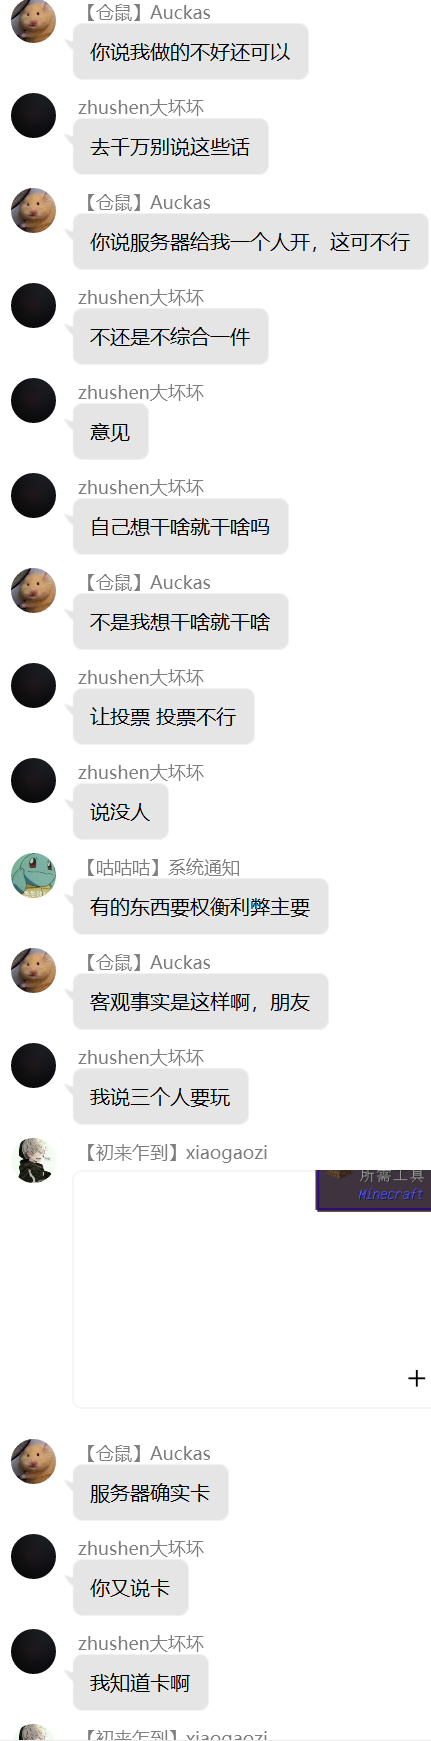 【仓鼠】Auckas
你说我做的不好还可以
zhushen大坏坏
去千万别说这些话
【仓鼠】Auckas
你说服务器给我一个人开，这可不行
zhushen大坏坏
不还是不综合一件
zhushen大坏坏
意见
zhushen大坏坏
自己想干啥就干啥吗
【仓鼠】Auckas
不是我想干啥就干啥
zhushen大坏坏
让投票 投票不行
zhushen大坏坏
说没人
【咕咕咕】系统通知
有的东西要权衡利弊主要
【仓鼠】Auckas
客观事实是这样啊，朋友
zhushen大坏坏
我说三个人要玩
【初来乍到】xiaogaozi
所需工具
Minecraft
【仓鼠】Auckas
服务器确实卡
zhushen大坏坏
你又说卡
zhushen大坏坏
我知道卡啊
【初来乍到】xiaogaozi